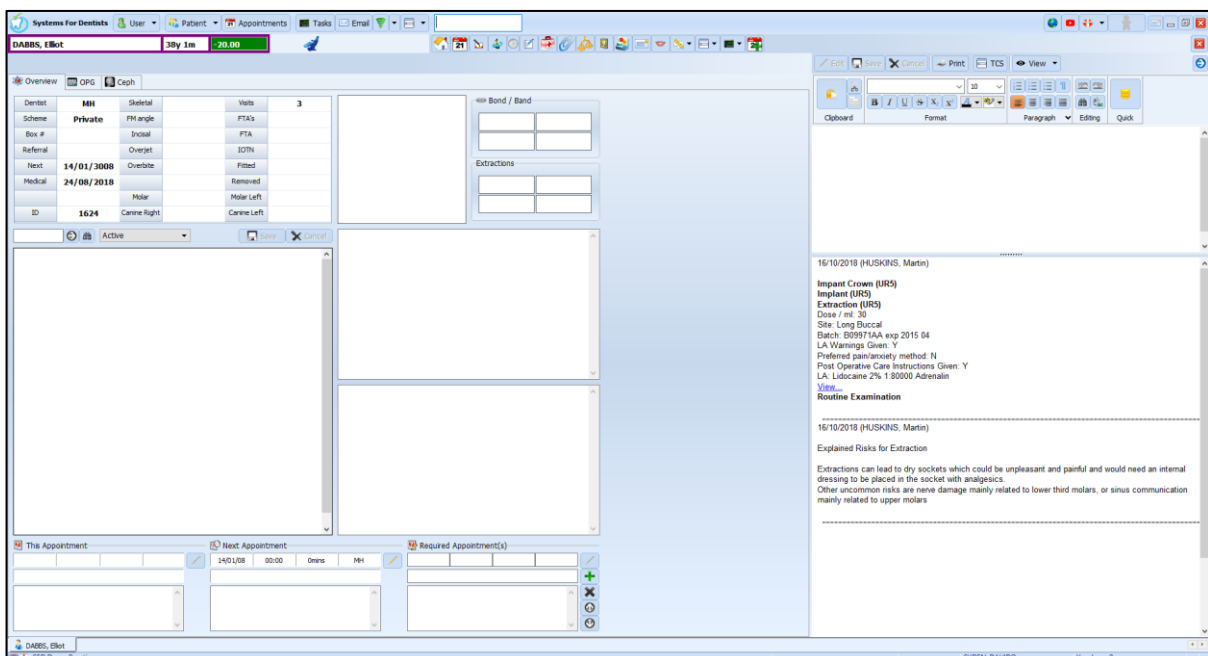 Systems For Dentists User Patient Appointments Tasks Email
DABBS, Elliot 38y 1m -20.00 21
Edit Save Cancel Print TCS View
Overview OPG Ceph
Dentist MH Skeletal Visits 3
Scheme Private FM angle FTA's
Box # Incisal FTA
Referral Overjet IOTN
Next 14/01/3008 Overbite Fitted
Medical 24/08/2018 Removed
Molar Molar Left
ID 1624 Canine Right Canine Left
Bond / Band
Extractions
Active Save Cancel
10
B I U S X, X'
Clipboard Format Paragraph Editing Quick
16/10/2018 (HUSKINS, Martin)
Impant Crown (UR5)
Implant (UR5)
Extraction (UR5)
Dose / ml: 30
Site: Long Buccal
Batch: B09971AA exp 2015 04
LA Warnings Given: Y
Preferred pain/anxiety method: N
Post Operative Care Instructions Given: Y
LA: Lidocaine 2% 1:80000 Adrenalin
View...
Routine Examination
16/10/2018 (HUSKINS, Martin)
Explained Risks for Extraction
Extractions can lead to dry sockets which could be unpleasant and painful and would need an internal
dressing to be placed in the socket with analgesics.
Other uncommon risks are nerve damage mainly related to lower third molars, or sinus communication
mainly related to upper molars
This Appointment Next Appointment Required Appointment(s)
14/01/08 00:00 0mins MH
DABBS, Elliot